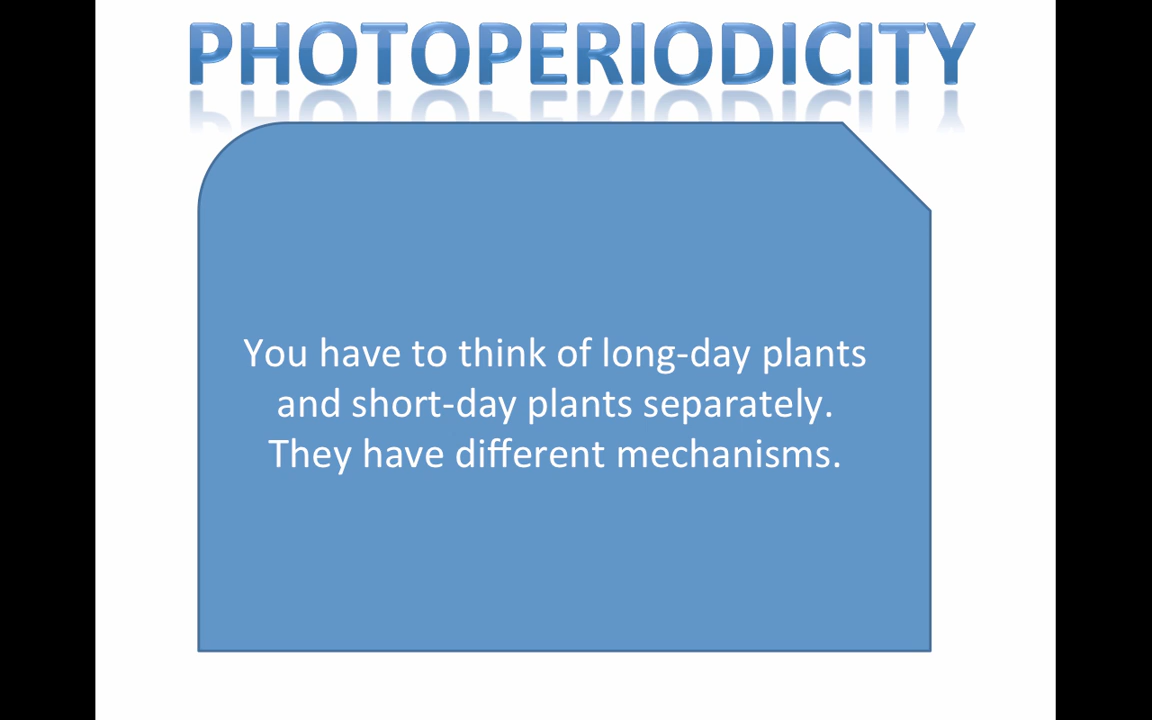 PHOTOPERIODICITY
You have to think of long-day plants
and short-day plants separately.
They have different mechanisms.